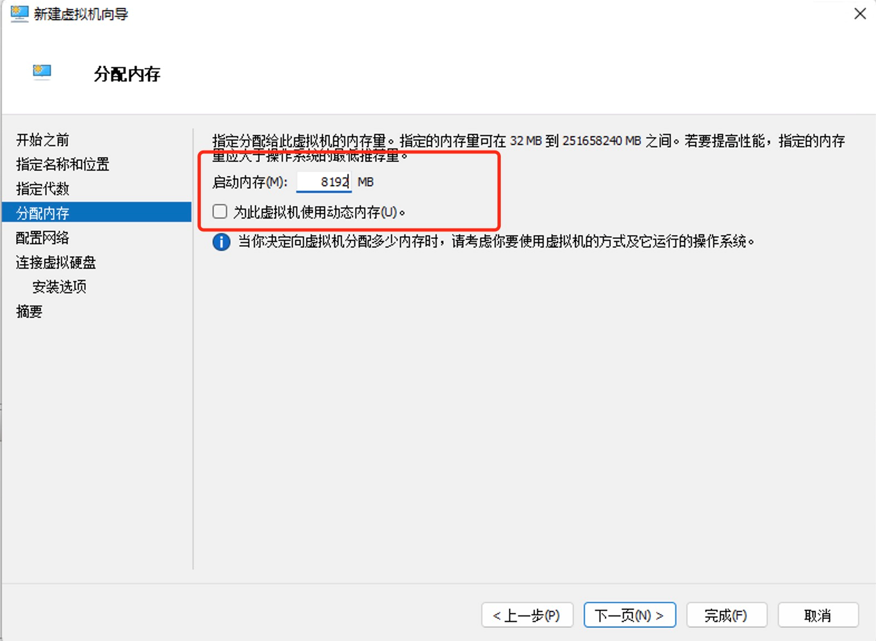 新建虚拟机向导
分配内存
开始之前
指定名称和位置
指定代数
分配内存
配置网络
连接虚拟硬盘
安装选项
摘要
指定分配给此虚拟机的内存量。指定的内存量可在 32 MB 到 251658240 MB 之间。若要提高性能，指定的内存
量应大于操作系统的最低推荐量。
启动内存(M): 8192 MB
为此虚拟机使用动态内存(U)。
当你决定向虚拟机分配多少内存时，请考虑你要使用虚拟机的方式及它运行的操作系统。
< 上一步(P) 下一页(N) > 完成(F) 取消